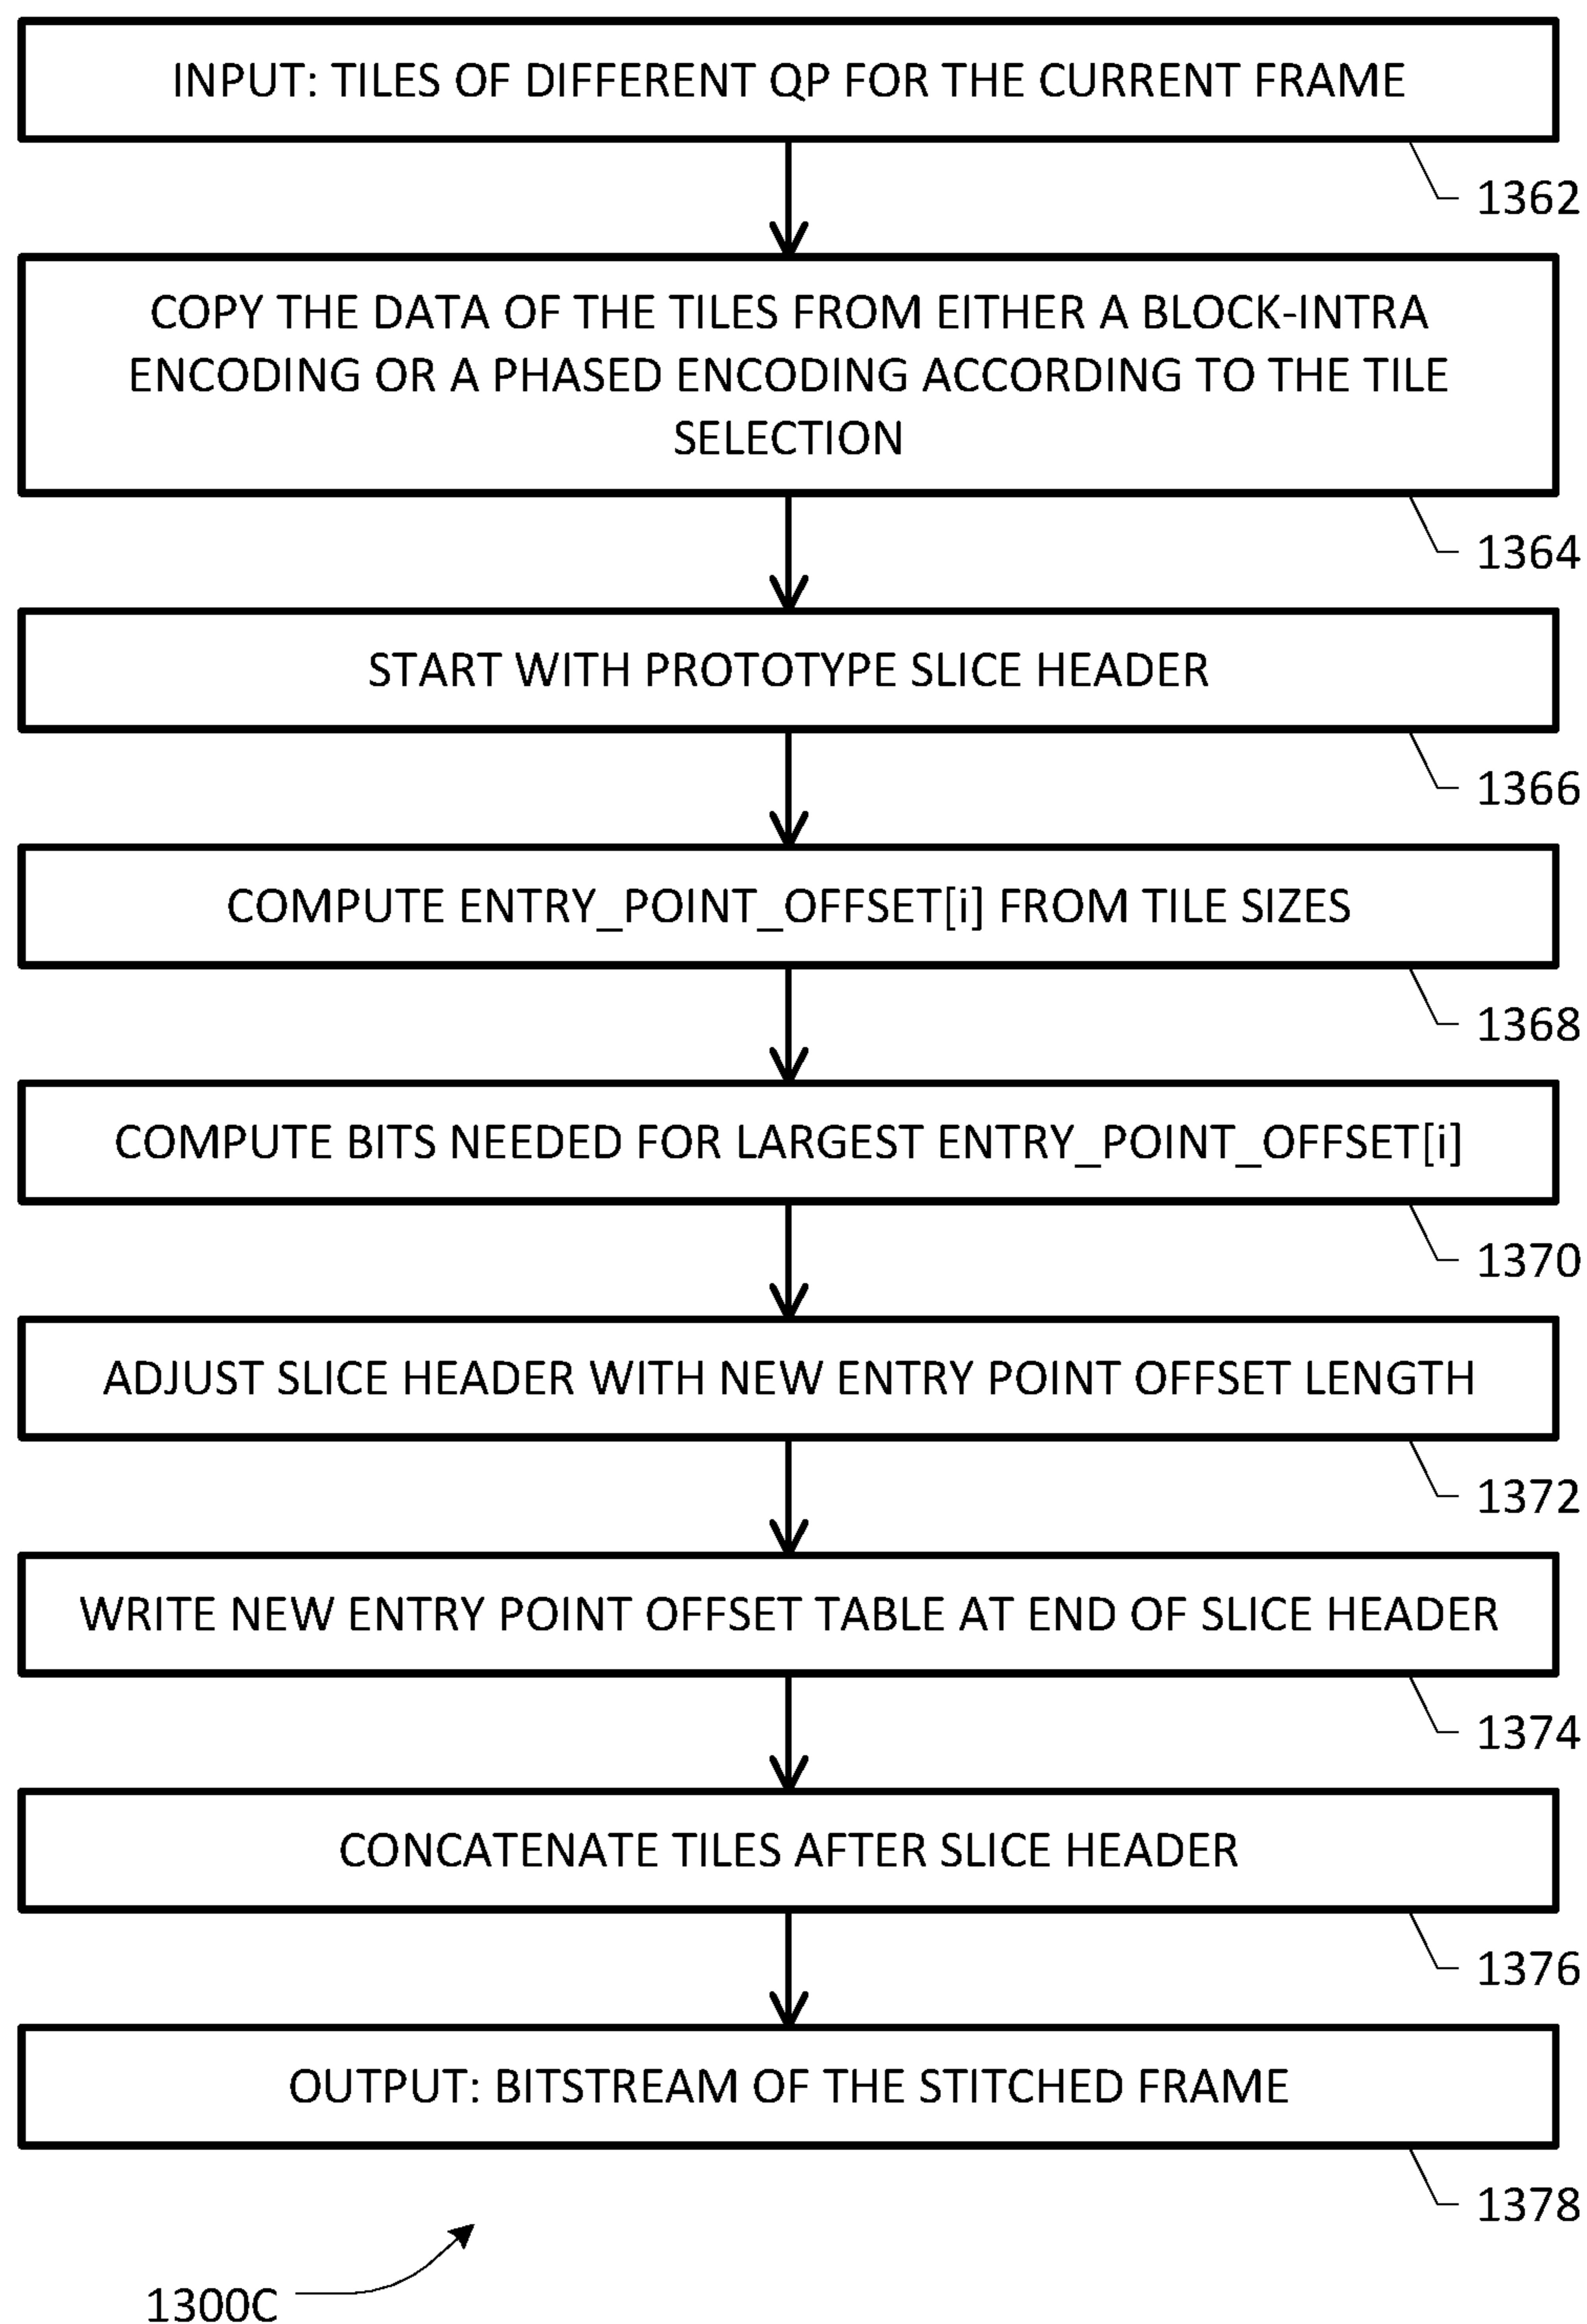 INPUT: TILES OF DIFFERENT QP FOR THE CURRENT FRAME
1362
COPY THE DATA OF THE TILES FROM EITHER A BLOCK-INTRA
ENCODING OR A PHASED ENCODING ACCORDING TO THE TILE
SELECTION
1364
START WITH PROTOTYPE SLICE HEADER
1366
COMPUTE ENTRY_POINT_OFFSET[i] FROM TILE SIZES
1368
COMPUTE BITS NEEDED FOR LARGEST ENTRY_POINT_OFFSET[i]
1370
ADJUST SLICE HEADER WITH NEW ENTRY POINT OFFSET LENGTH
1372
WRITE NEW ENTRY POINT OFFSET TABLE AT END OF SLICE HEADER
1374
CONCATENATE TILES AFTER SLICE HEADER
1376
OUTPUT: BITSTREAM OF THE STITCHED FRAME
1378
1300C